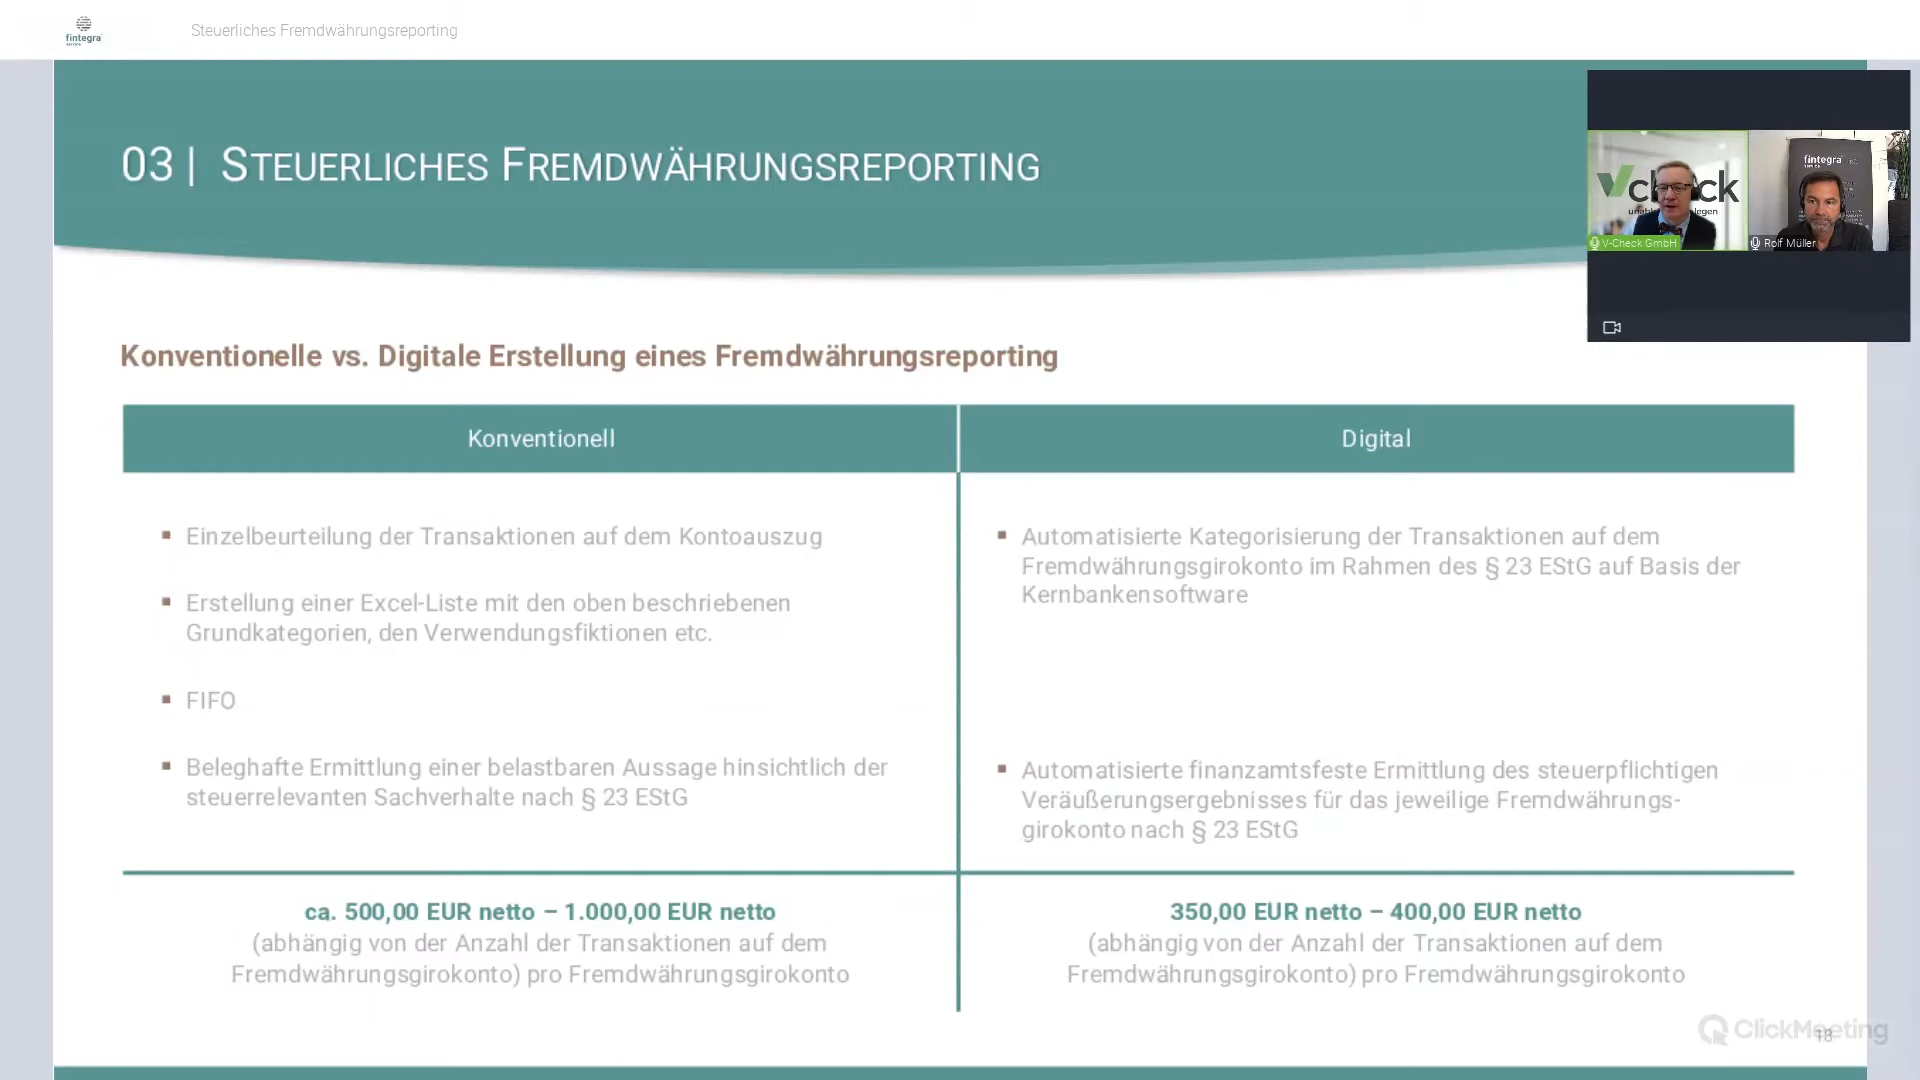 fintegra
service
Steuerliches Fremdwährungsreporting
03 | STEUERLICHES FREMDWÄHRUNGSREPORTING
fintegra
service
V-Check GmbH
Rolf Müller
Konventionelle vs. Digitale Erstellung eines Fremdwährungsreporting
Konventionell
Digital
▪ Einzelbeurteilung der Transaktionen auf dem Kontoauszug
▪ Erstellung einer Excel-Liste mit den oben beschriebenen
Grundkategorien, den Verwendungsfiktionen etc.
▪ FIFO
▪ Beleghafte Ermittlung einer belastbaren Aussage hinsichtlich der
steuerrelevanten Sachverhalte nach § 23 EStG
▪ Automatisierte Kategorisierung der Transaktionen auf dem
Fremdwährungsgirokonto im Rahmen des § 23 EStG auf Basis der
Kernbankensoftware
▪ Automatisierte finanzamtsfeste Ermittlung des steuerpflichtigen
Veräußerungsergebnisses für das jeweilige Fremdwährungs-
girokonto nach § 23 EStG
ca. 500,00 EUR netto – 1.000,00 EUR netto
(abhängig von der Anzahl der Transaktionen auf dem
Fremdwährungsgirokonto) pro Fremdwährungsgirokonto
350,00 EUR netto – 400,00 EUR netto
(abhängig von der Anzahl der Transaktionen auf dem
Fremdwährungsgirokonto) pro Fremdwährungsgirokonto
ClickMeeting
18